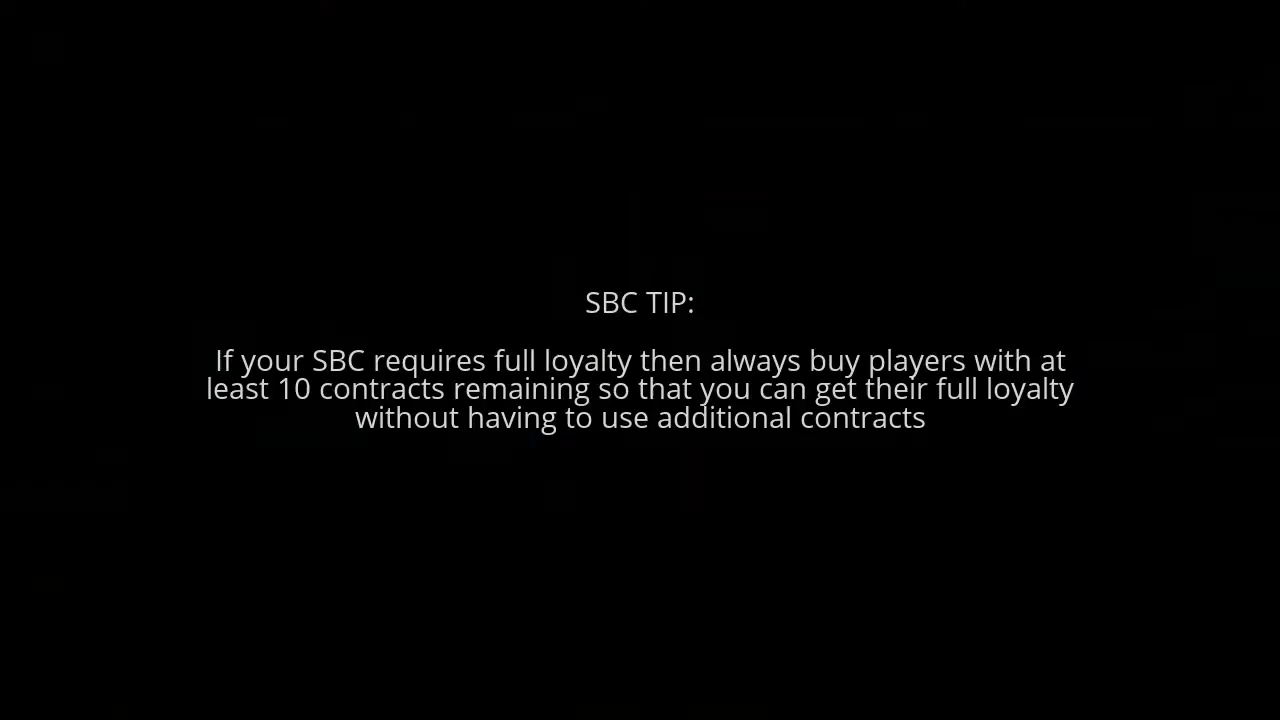 SBC TIP:
If your SBC requires full loyalty then always buy players with at
least 10 contracts remaining so that you can get their full loyalty
without having to use additional contracts